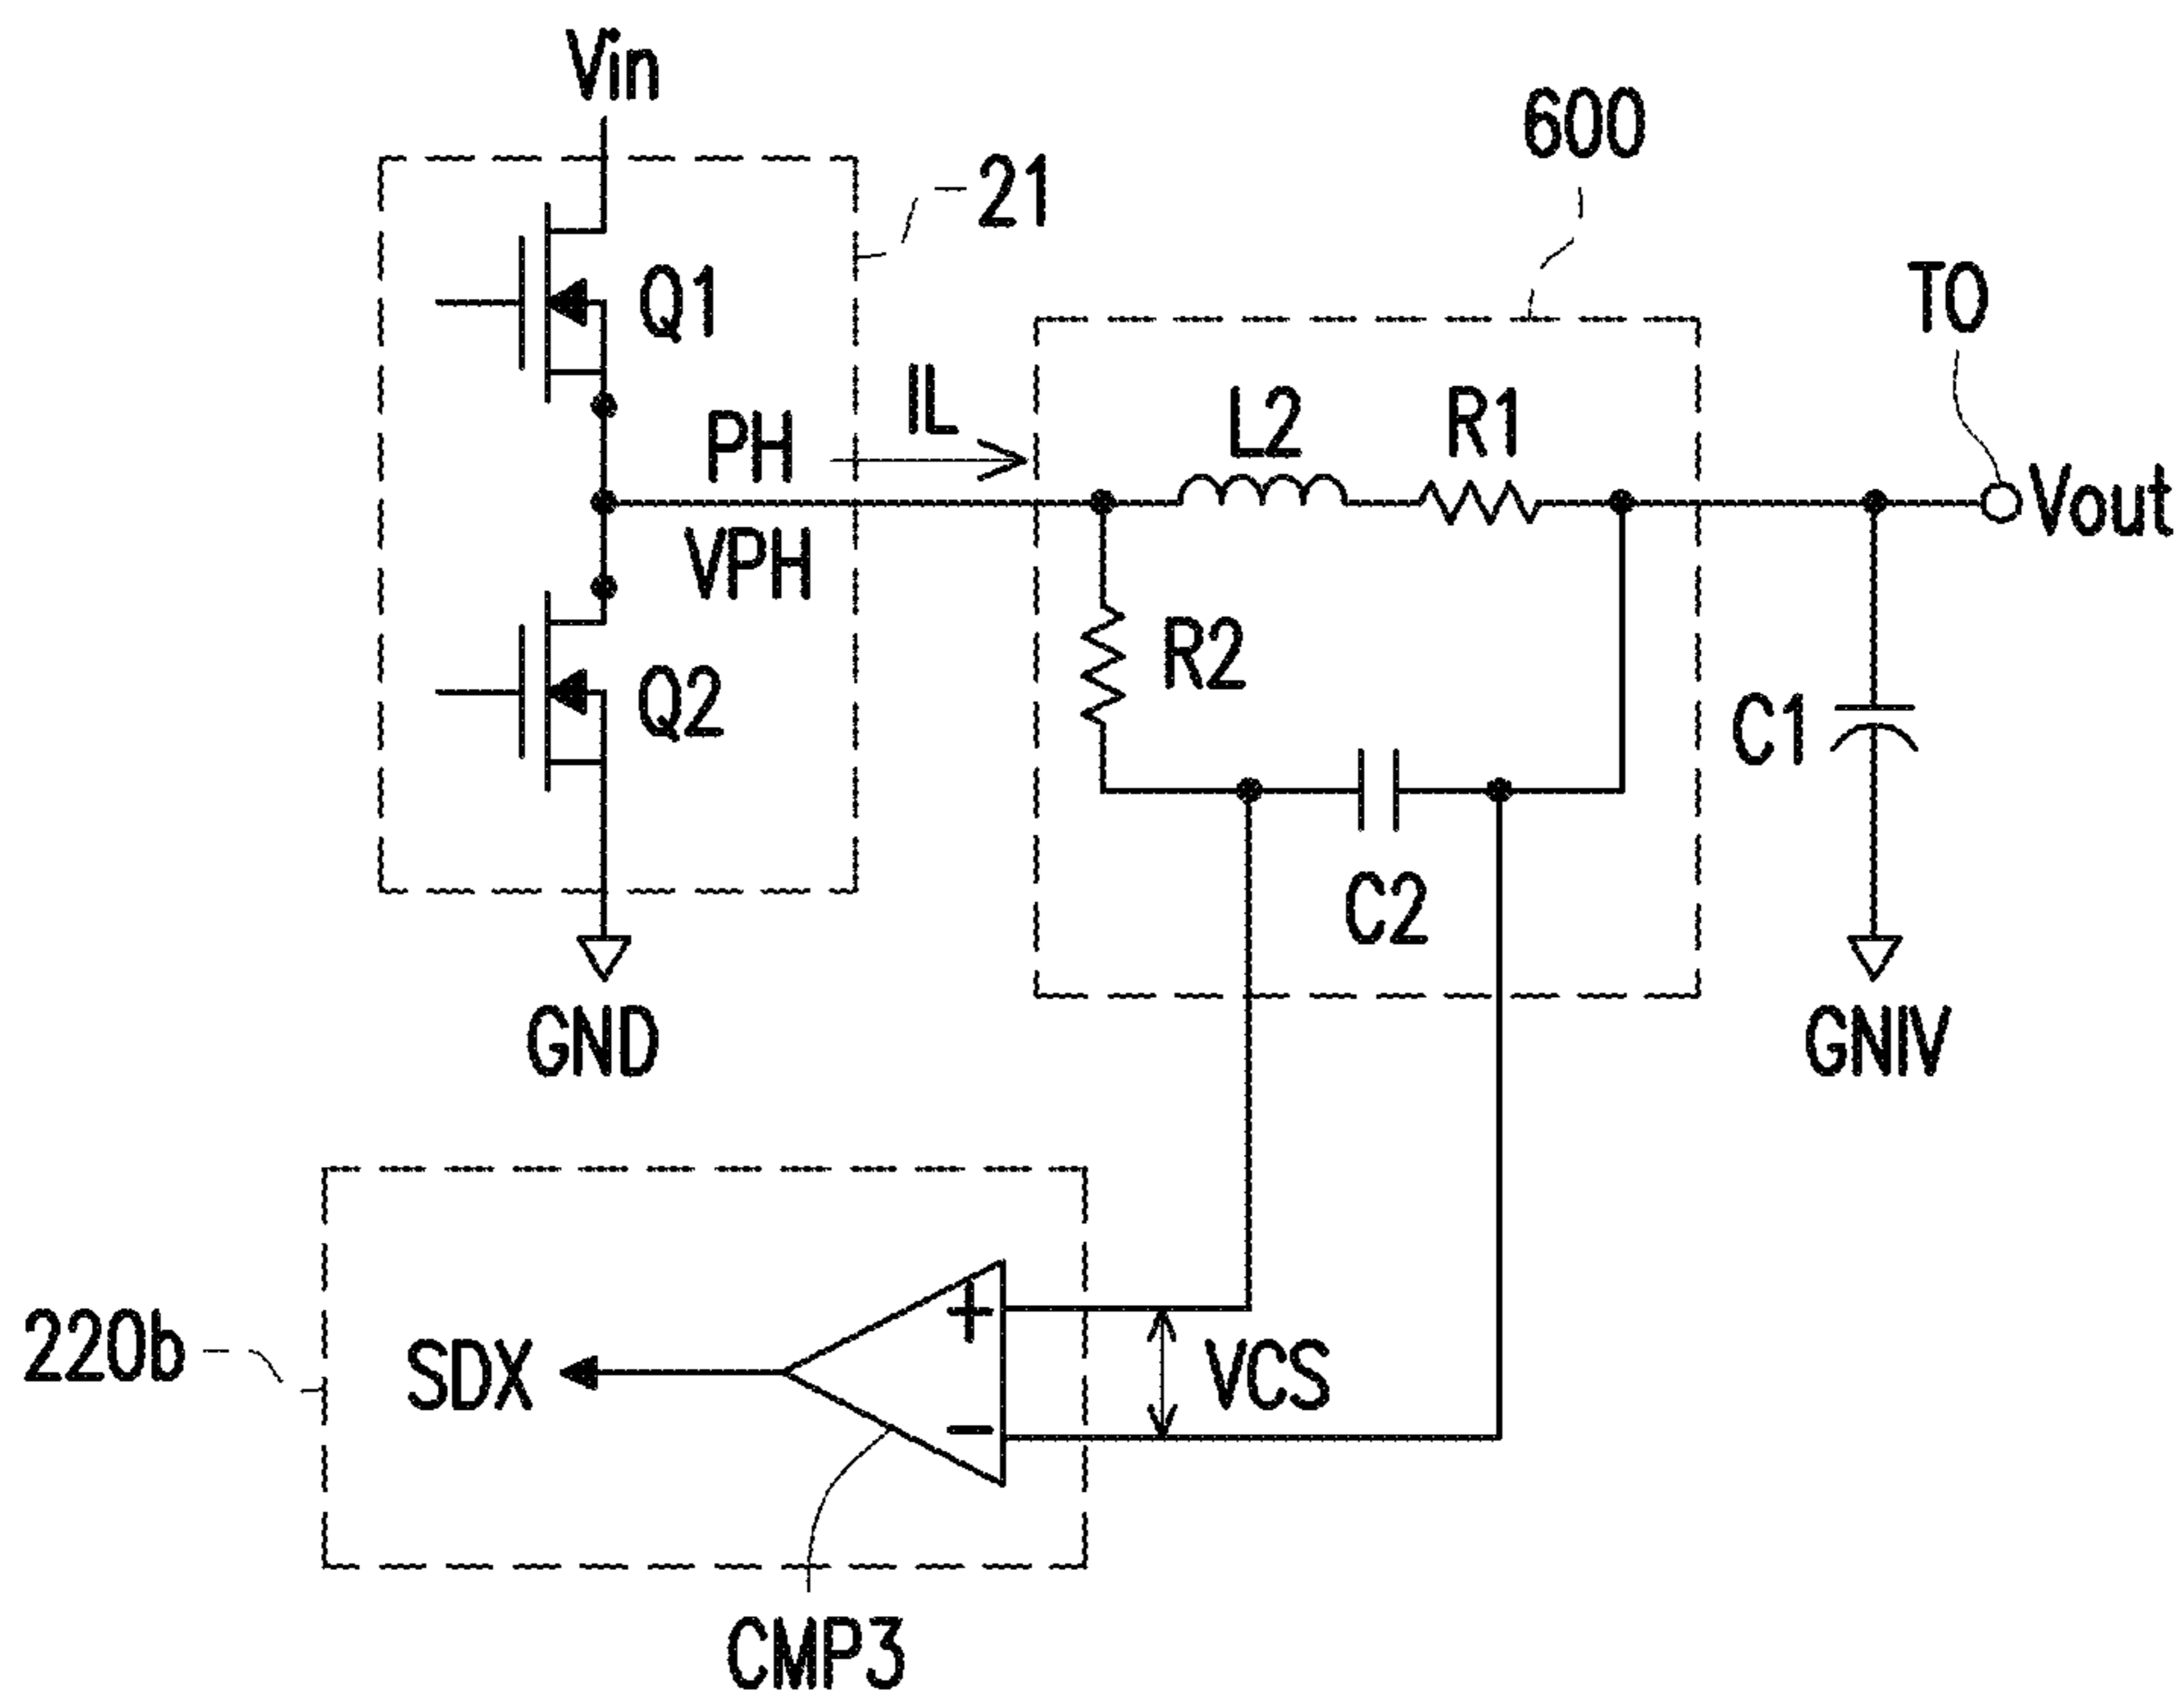 Vin
21
600
TO
Q1
IL
PH
L2
R1
Vout
VPH
R2
Q2
C1
C2
GND
GNIV
220b
SDX
+
−
VCS
CMP3